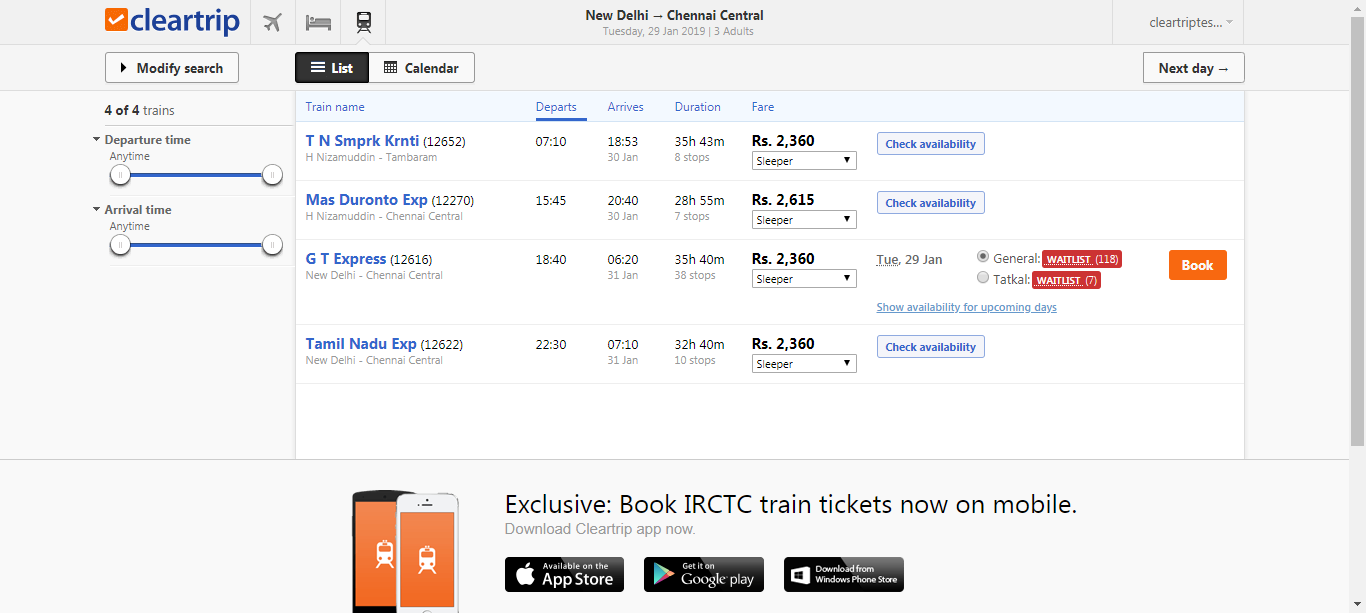 cleartrip
New Delhi → Chennai Central
Tuesday, 29 Jan 2019 | 3 Adults
cleartriptes...
Modify search
List
Calendar
Next day →
4 of 4 trains
Departure time
Anytime
Arrival time
Anytime
Train name Departs Arrives Duration Fare
T N Smprk Krnti (12652) 07:10 18:53 35h 43m Rs. 2,360 Check availability
H Nizamuddin - Tambaram 30 Jan 8 stops Sleeper
Mas Duronto Exp (12270) 15:45 20:40 28h 55m Rs. 2,615 Check availability
H Nizamuddin - Chennai Central 30 Jan 7 stops Sleeper
G T Express (12616) 18:40 06:20 35h 40m Rs. 2,360 Tue, 29 Jan General: WAITLIST (118) Book
New Delhi - Chennai Central 31 Jan 38 stops Sleeper Tatkal: WAITLIST (7)
Show availability for upcoming days
Tamil Nadu Exp (12622) 22:30 07:10 32h 40m Rs. 2,360 Check availability
New Delhi - Chennai Central 31 Jan 10 stops Sleeper
Exclusive: Book IRCTC train tickets now on mobile.
Download Cleartrip app now.
Available on the
App Store
Get it on
Google play
Download from
Windows Phone Store